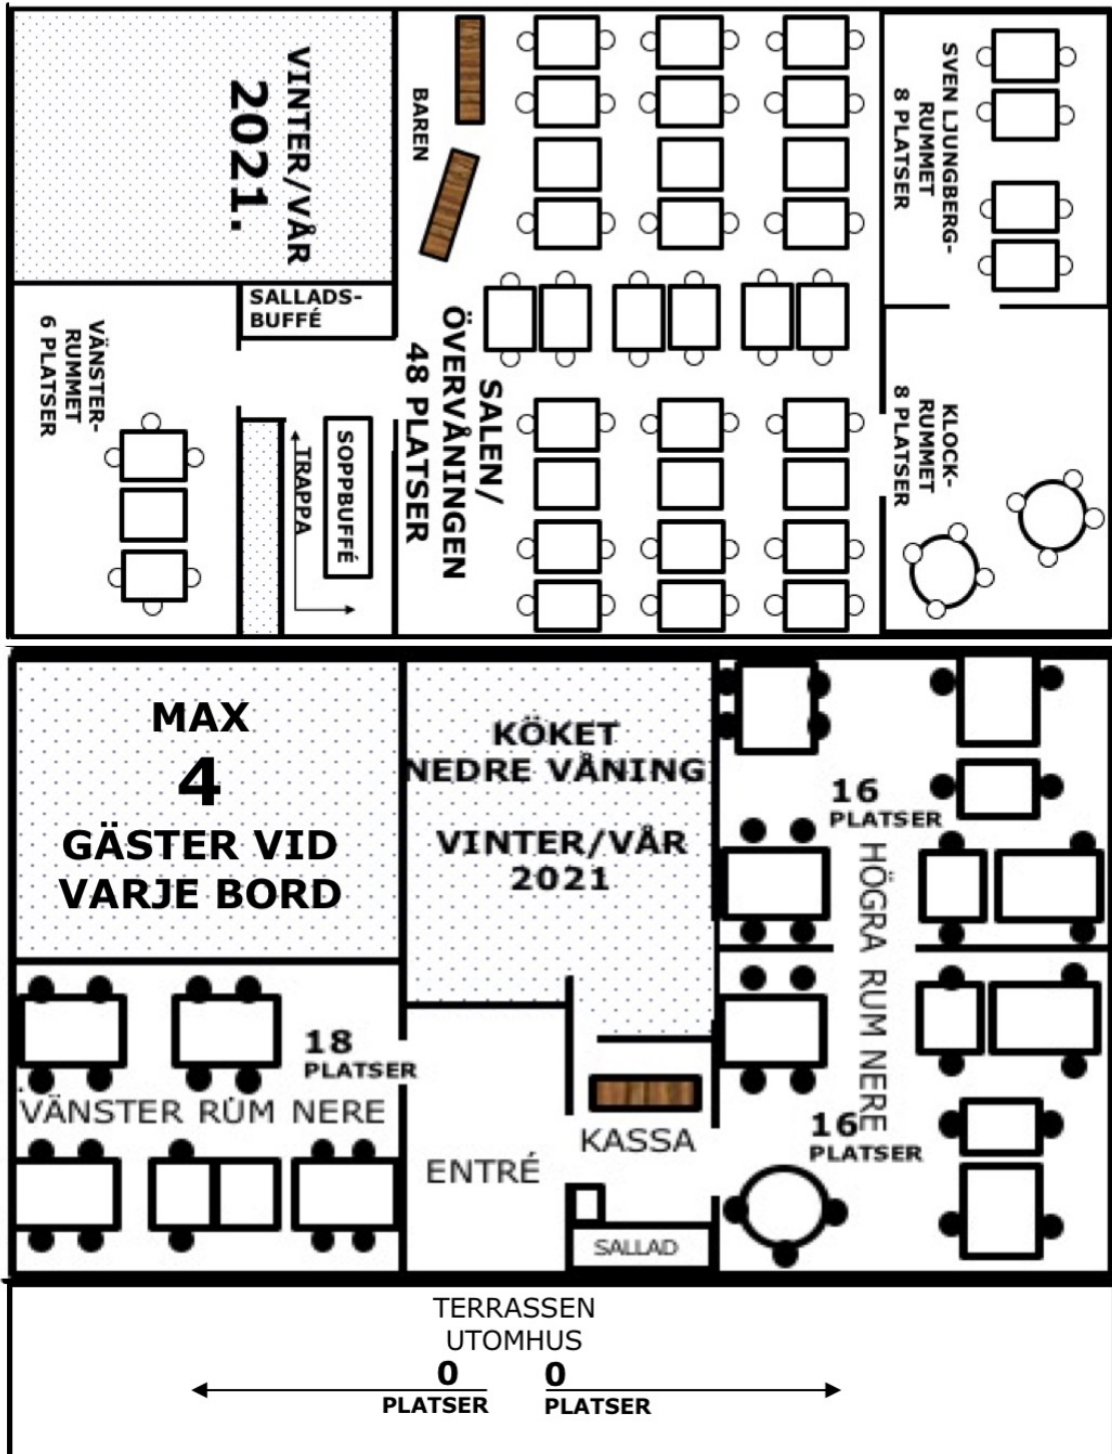 VINTER/VÅR
2021.
BAREN
SVEN LJUNGBERG-
RUMMET
8 PLATSER
SALLADS-
BUFFÉ
VÄNSTER-
RUMMET
6 PLATSER
TRAPPA
SOPPBUFFÉ
SALEN/
ÖVERVÅNINGEN
48 PLATSER
KLOCK-
RUMMET
8 PLATSER
MAX
4
GÄSTER VID
VARJE BORD
KÖKET
NEDRE VÅNING
VINTER/VÅR
2021
16
PLATSER
HÖGRA RUM NERE
18
PLATSER
VÄNSTER RUM NERE
ENTRÉ
KASSA
16
PLATSER
SALLAD
TERRASSEN
UTOMHUS
0 0
PLATSER PLATSER